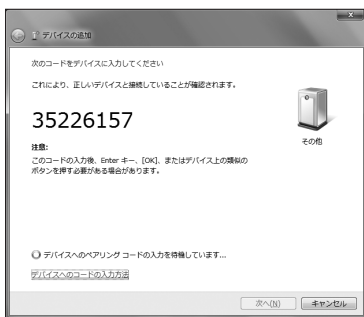 デバイスの追加
次のコードをデバイスに入力してください
これにより、正しいデバイスと接続していることが確認されます。
35226157
その他
注意:
このコードの入力後、Enter キー、[OK]、またはデバイス上の類似の
ボタンを押す必要がある場合があります。
デバイスへのペアリング コードの入力を待機しています...
デバイスへのコードの入力方法
次へ(N)
キャンセル